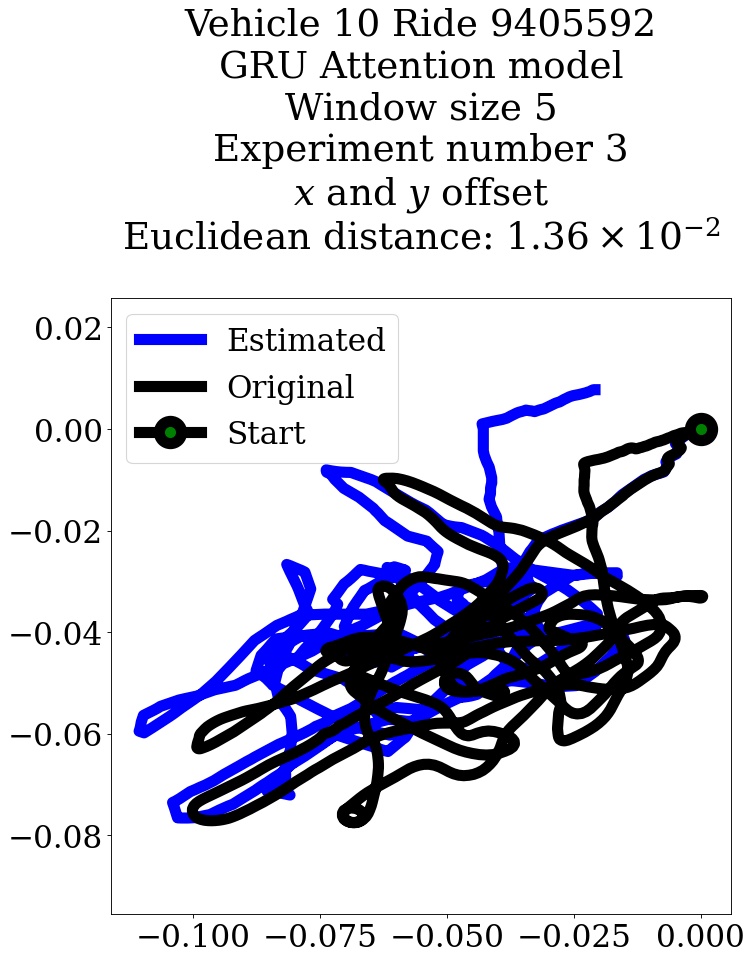 Vehicle 10 Ride 9405592
GRU Attention model
Window size 5
Experiment number 3
x and y offset
Euclidean distance: 1.36 × 10⁻²
Estimated
Original
Start
0.02
0.00
−0.02
−0.04
−0.06
−0.08
−0.100 −0.075 −0.050 −0.025 0.000